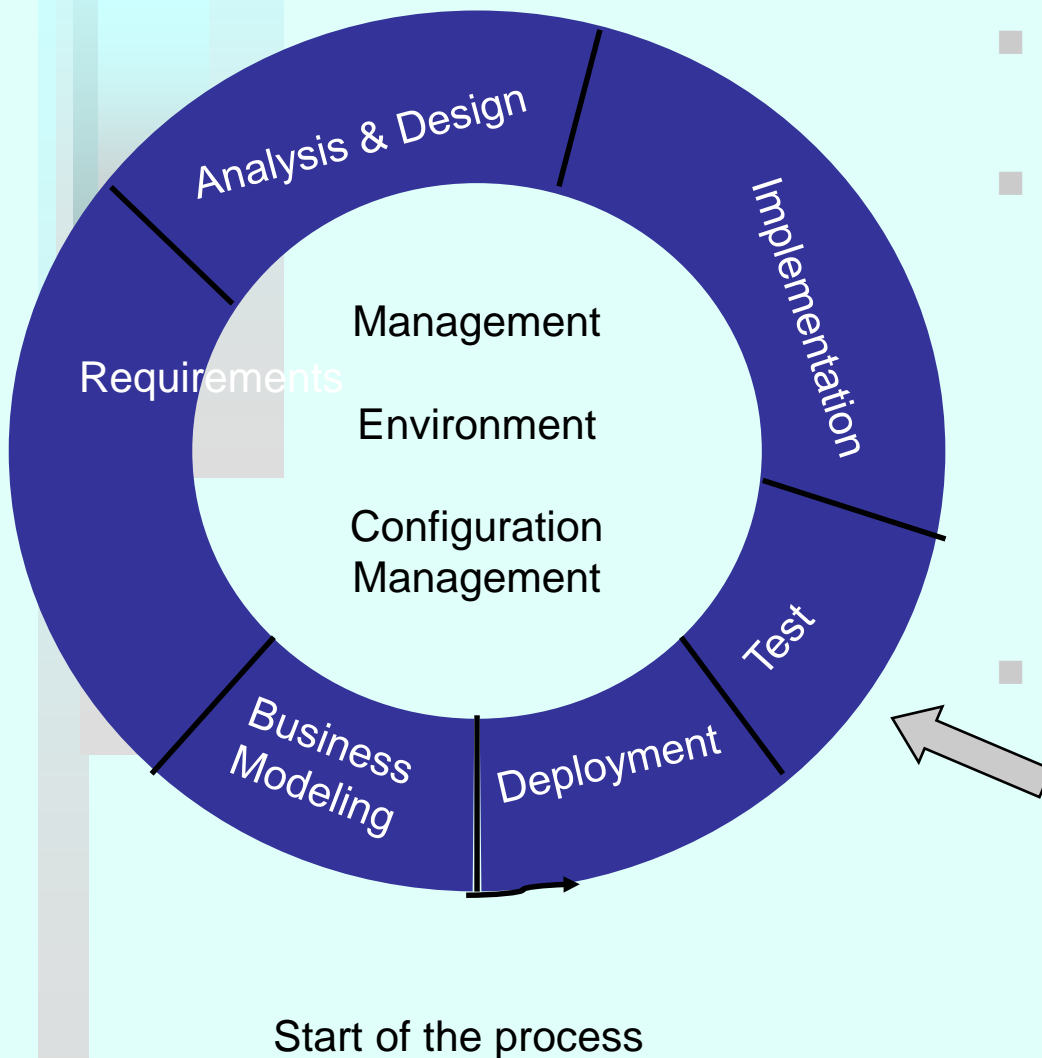 Analysis & Design
Implementation
Management
Requirements
Environment
Configuration
Management
Test
Business
Modeling
Deployment
Start of the process